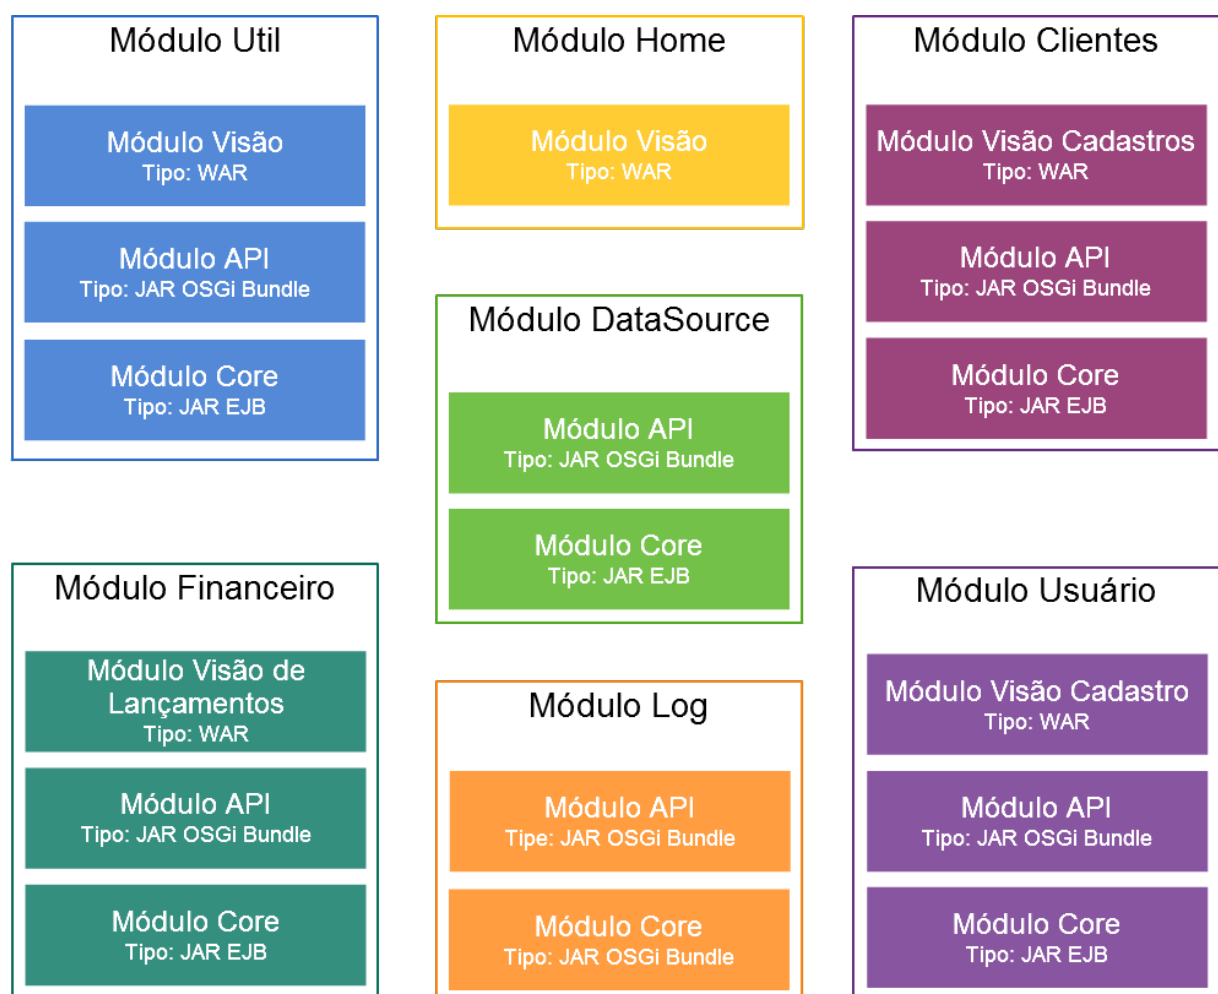 Módulo Util
Módulo Visão
Tipo: WAR
Módulo API
Tipo: JAR OSGi Bundle
Módulo Core
Tipo: JAR EJB
Módulo Home
Módulo Visão
Tipo: WAR
Módulo Clientes
Módulo Visão Cadastros
Tipo: WAR
Módulo API
Tipo: JAR OSGi Bundle
Módulo Core
Tipo: JAR EJB
Módulo DataSource
Módulo API
Tipo: JAR OSGi Bundle
Módulo Core
Tipo: JAR EJB
Módulo Financeiro
Módulo Visão de
Lançamentos
Tipo: WAR
Módulo API
Tipo: JAR OSGi Bundle
Módulo Core
Tipo: JAR EJB
Módulo Log
Módulo API
Tipe: JAR OSGi Bundle
Módulo Core
Tipo: JAR OSGi Bundle
Módulo Usuário
Módulo Visão Cadastro
Tipo: WAR
Módulo API
Tipo: JAR OSGi Bundle
Módulo Core
Tipo: JAR EJB